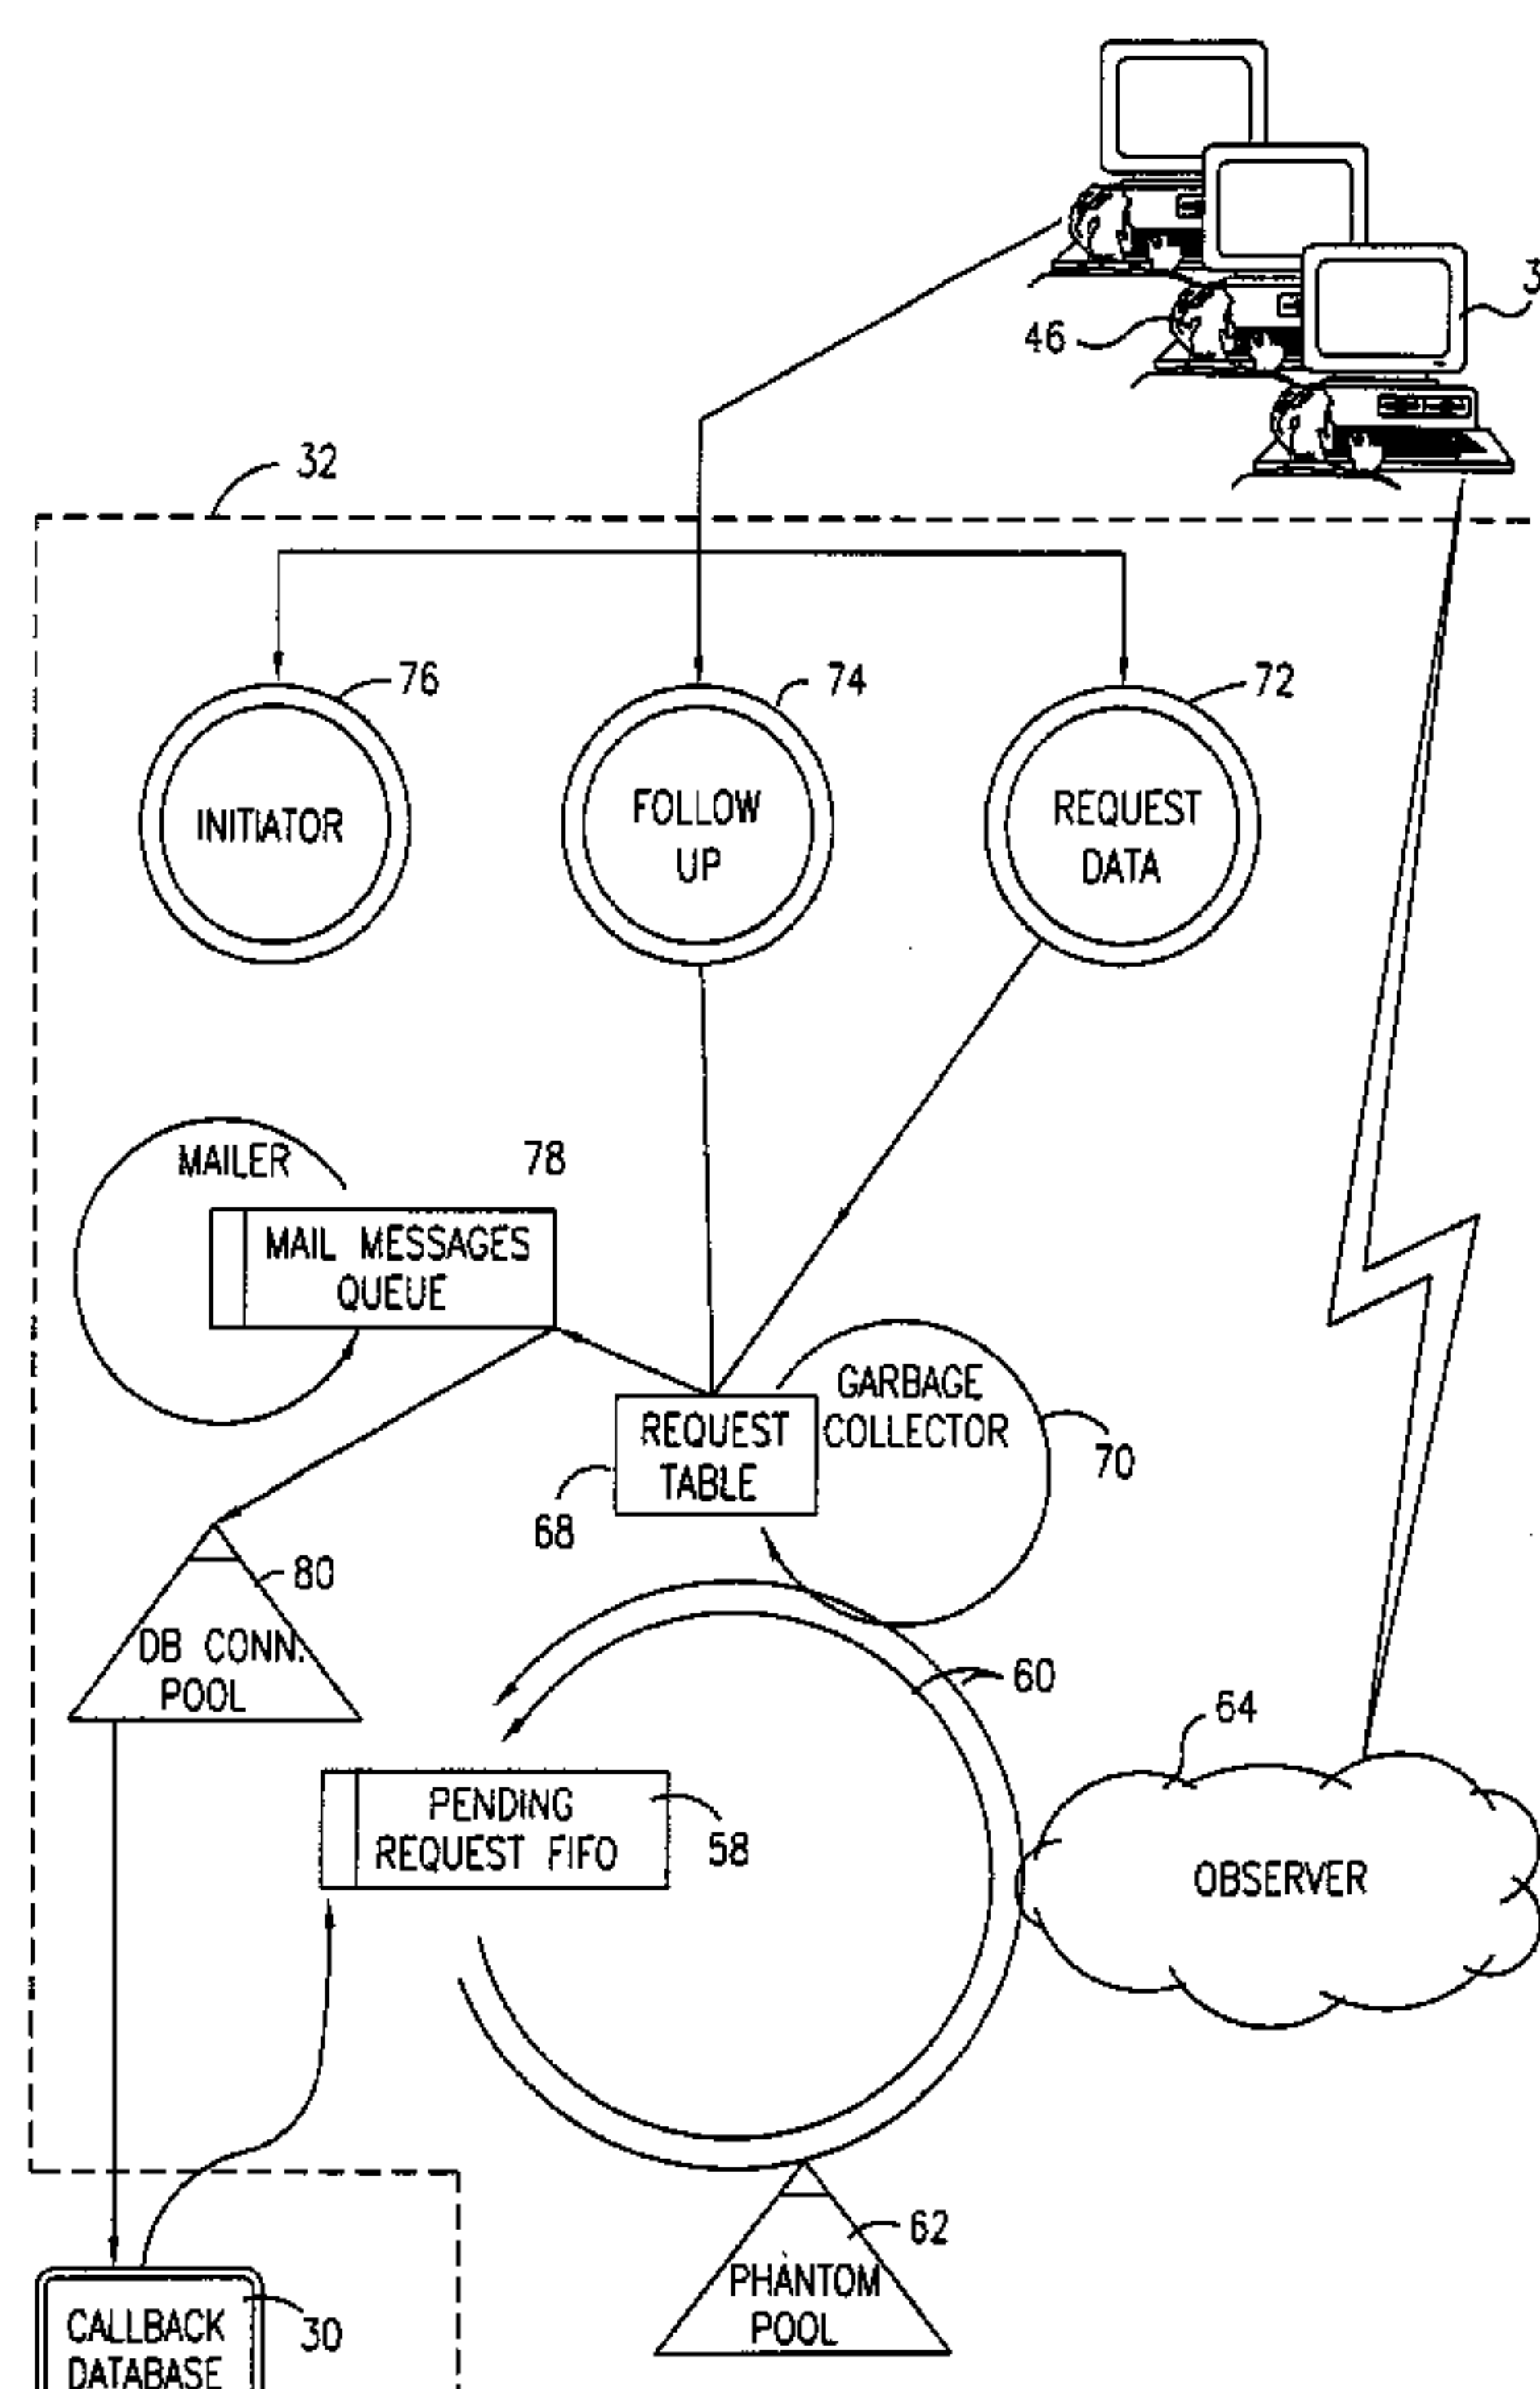 3
46
32
76
74
72
INITIATOR
FOLLOW
UP
REQUEST
DATA
MAILER
78
MAIL MESSAGES
QUEUE
GARBAGE
COLLECTOR
70
REQUEST
TABLE
68
80
DB CONN.
POOL
60
64
PENDING
REQUEST FIFO
58
OBSERVER
62
PHANTOM
POOL
CALLBACK
DATABASE
30